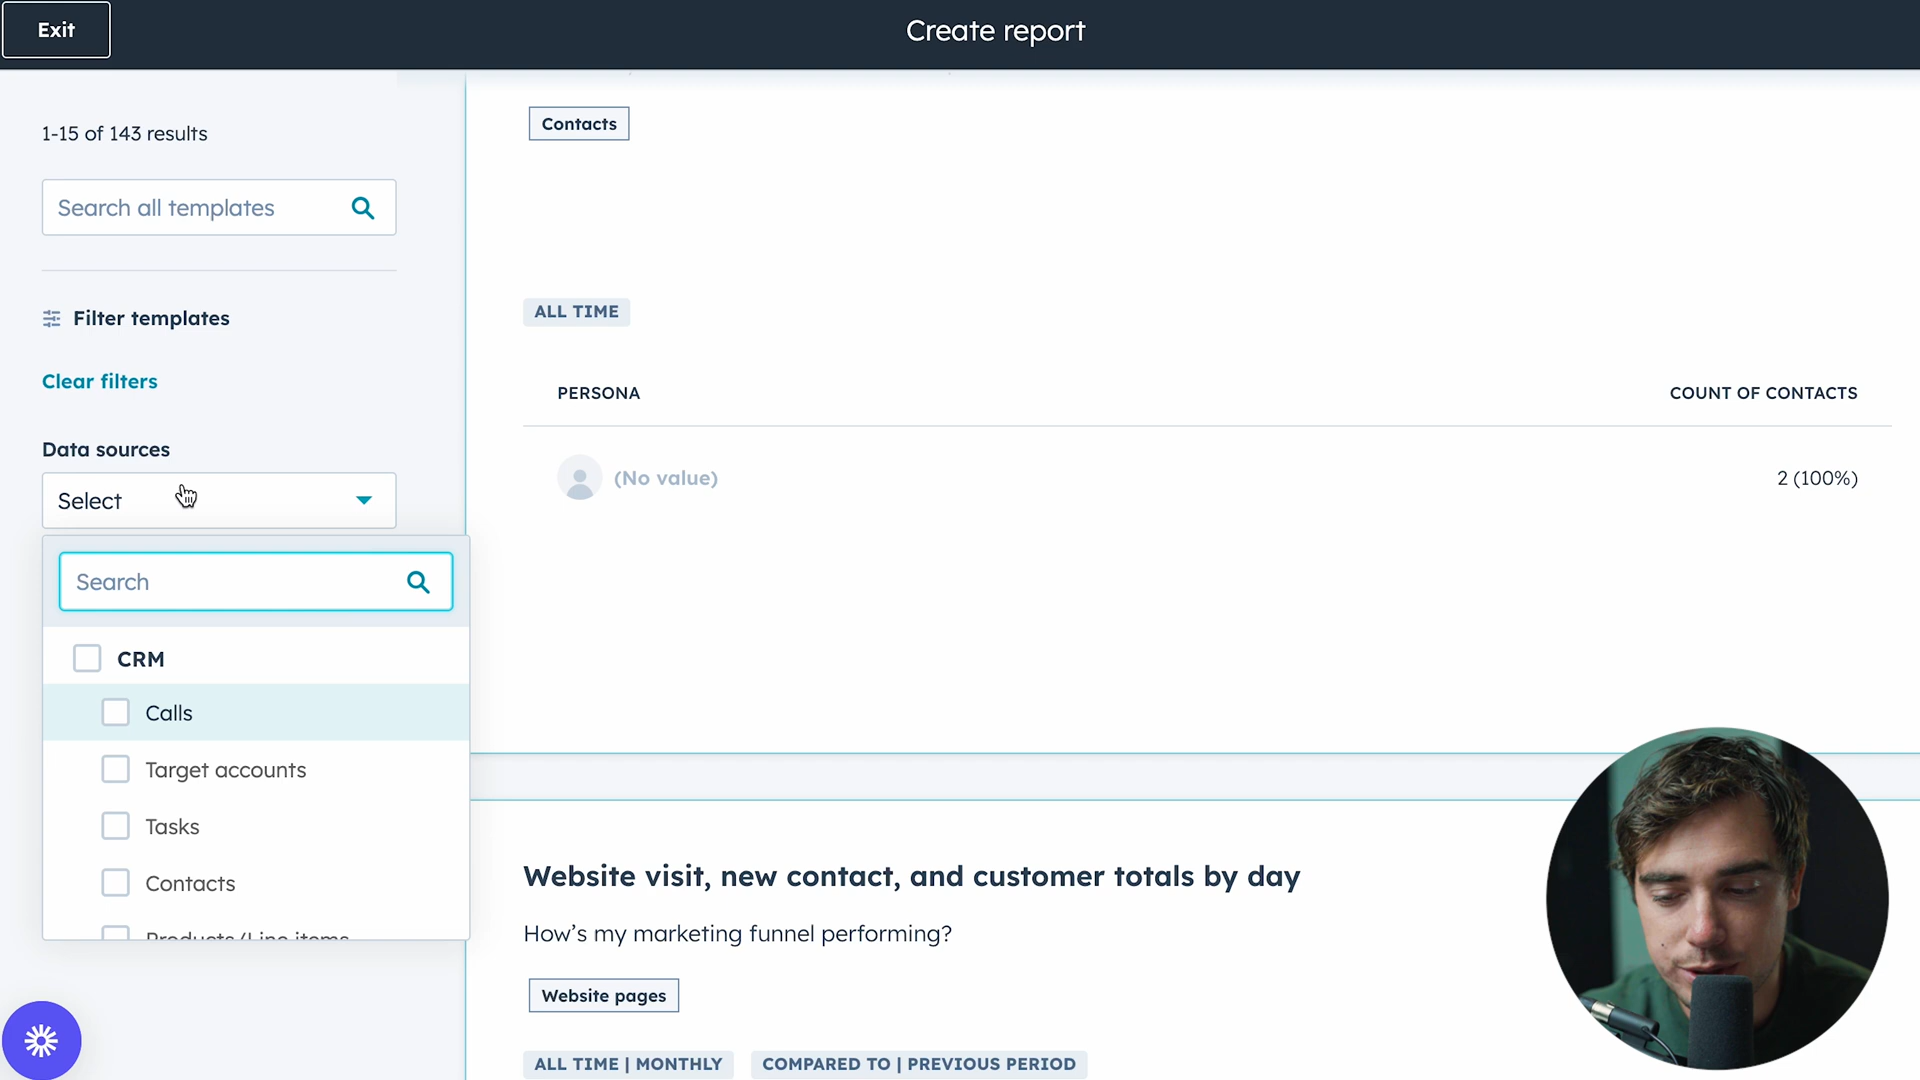 Exit
Create report
1-15 of 143 results
Search all templates
Filter templates
Clear filters
Data sources
Select
Search
CRM
Calls
Target accounts
Tasks
Contacts
Products/Line items
Contacts
ALL TIME
PERSONA COUNT OF CONTACTS
(No value) 2 (100%)
Website visit, new contact, and customer totals by day
How's my marketing funnel performing?
Website pages
ALL TIME | MONTHLY COMPARED TO | PREVIOUS PERIOD